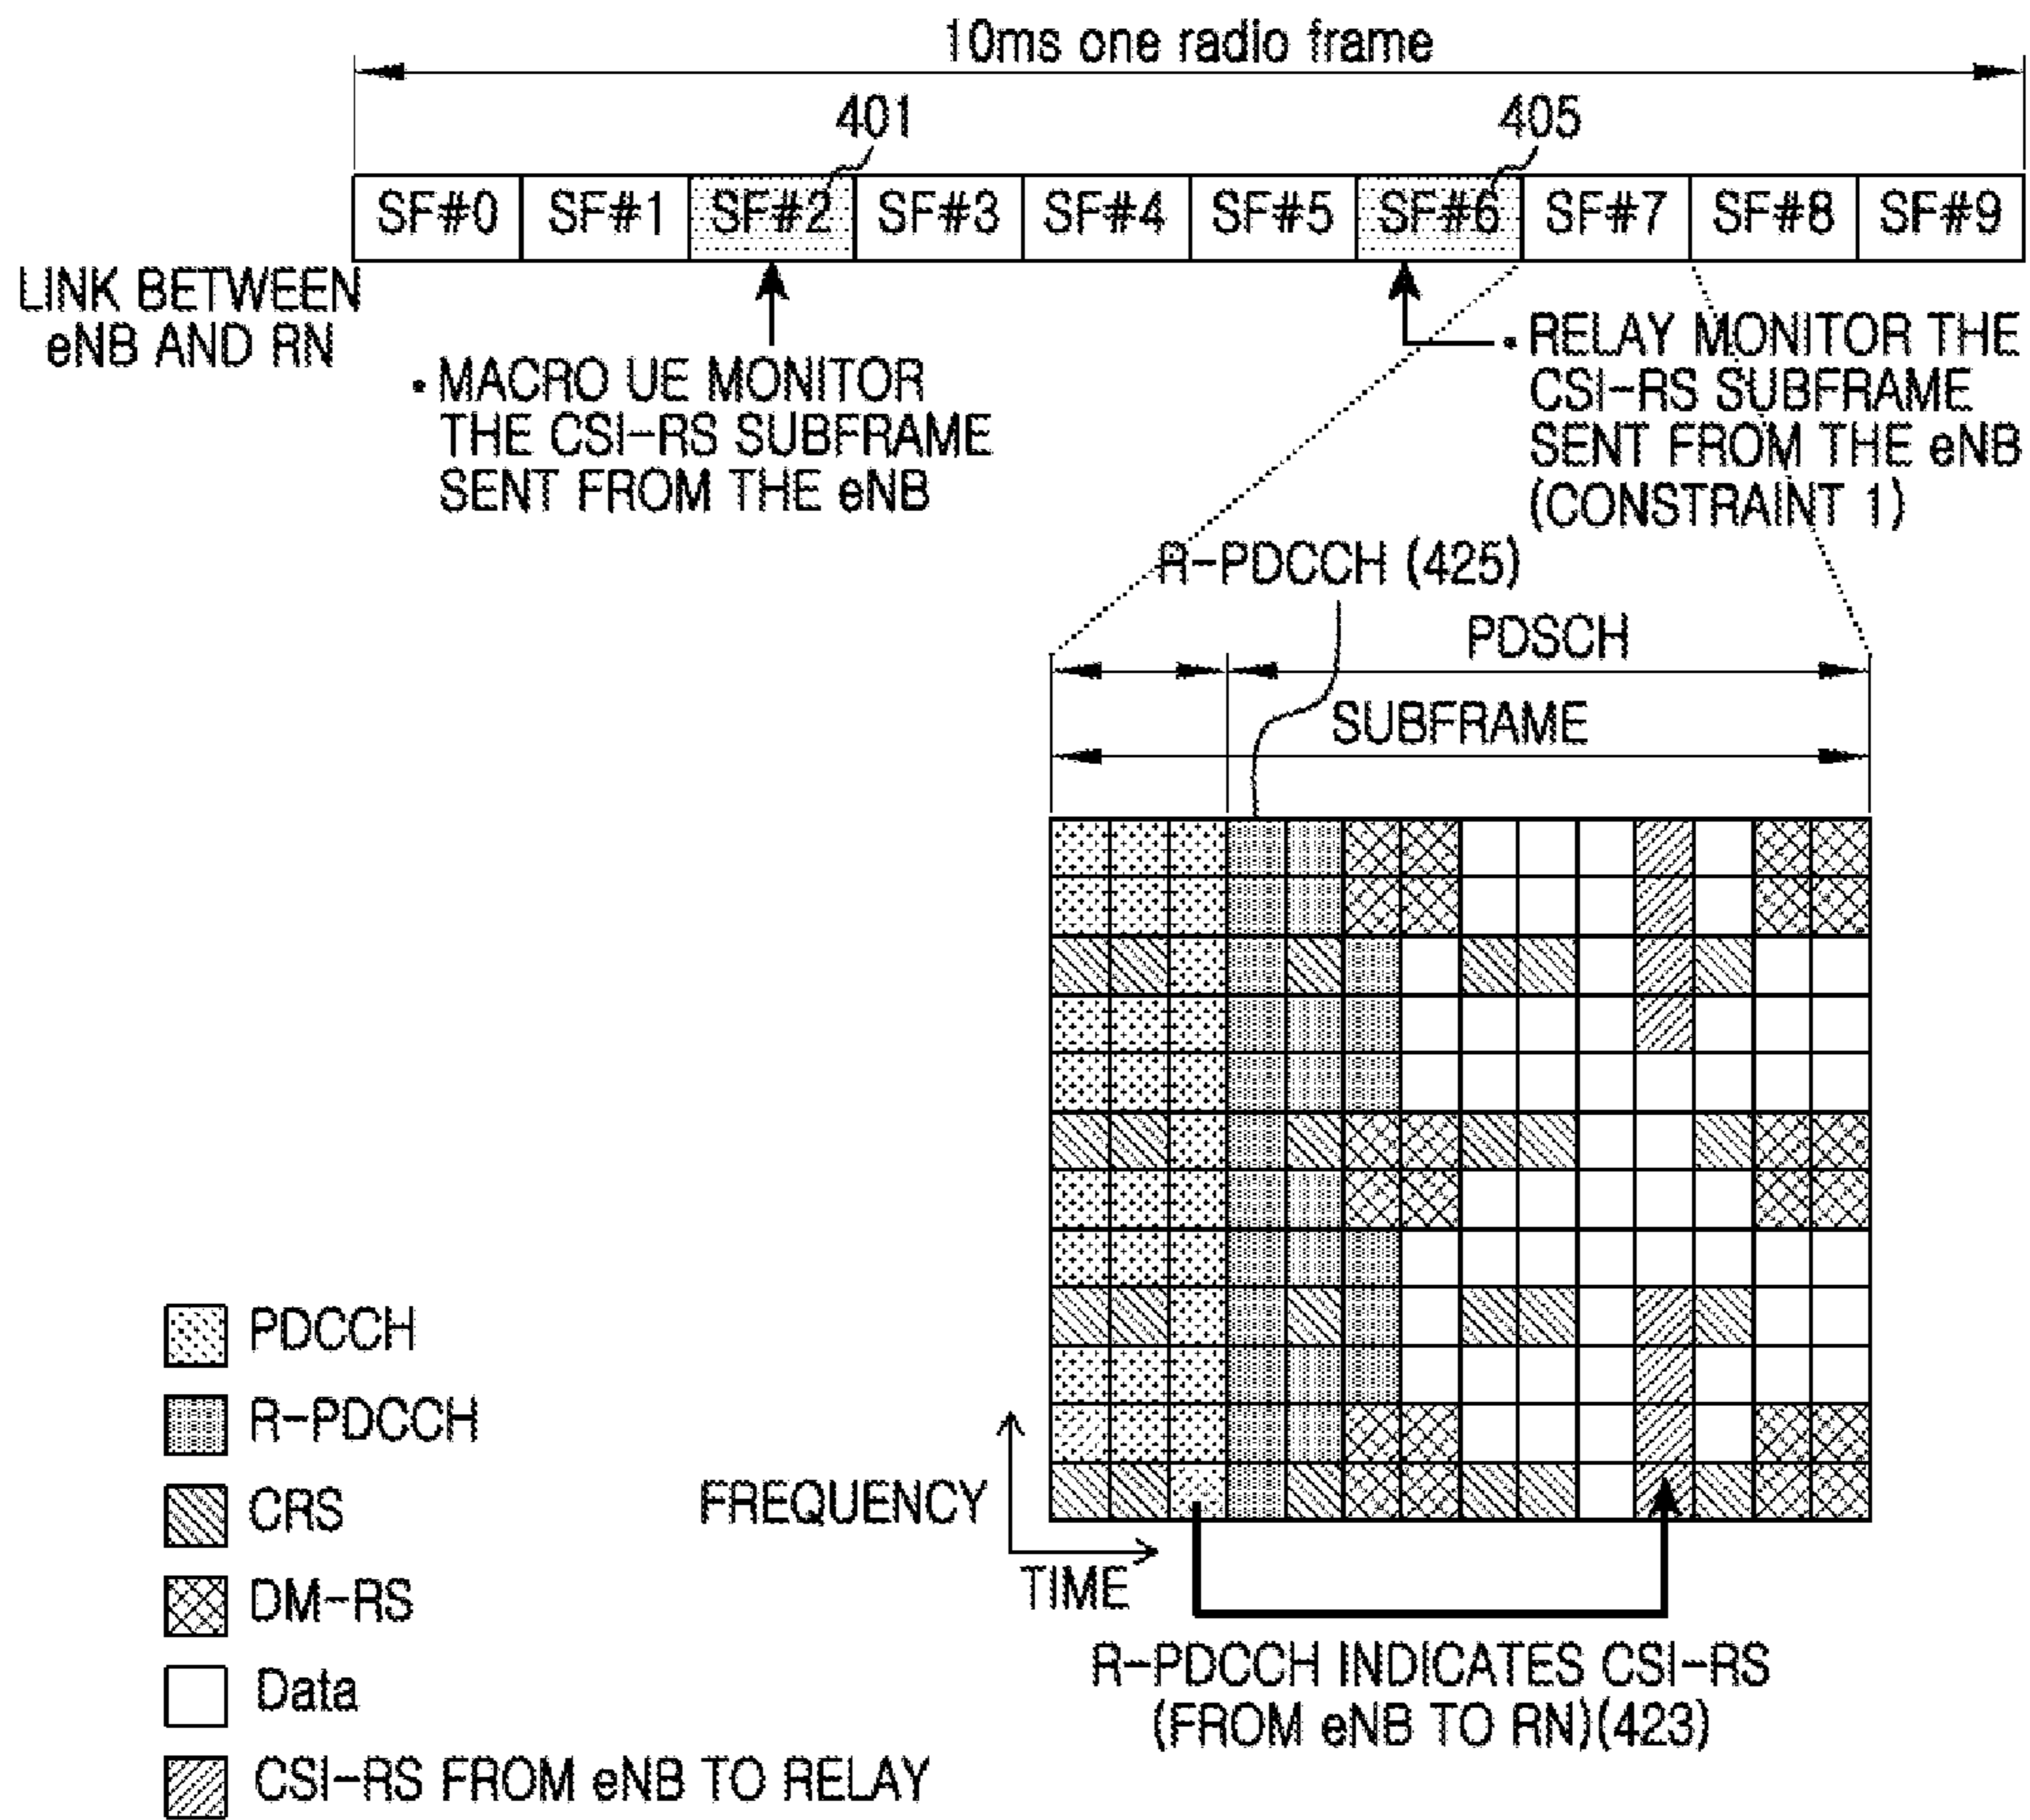 10ms one radio frame
401
405
SF#0 SF#1 SF#2 SF#3 SF#4 SF#5 SF#6 SF#7 SF#8 SF#9
LINK BETWEEN
eNB AND RN
• MACRO UE MONITOR
THE CSI-RS SUBFRAME
SENT FROM THE eNB
• RELAY MONITOR THE
CSI-RS SUBFRAME
SENT FROM THE eNB
(CONSTRAINT 1)
R-PDCCH (425)
PDSCH
SUBFRAME
PDCCH
R-PDCCH
CRS
DM-RS
Data
CSI-RS FROM eNB TO RELAY
FREQUENCY
TIME
R-PDCCH INDICATES CSI-RS
(FROM eNB TO RN)(423)